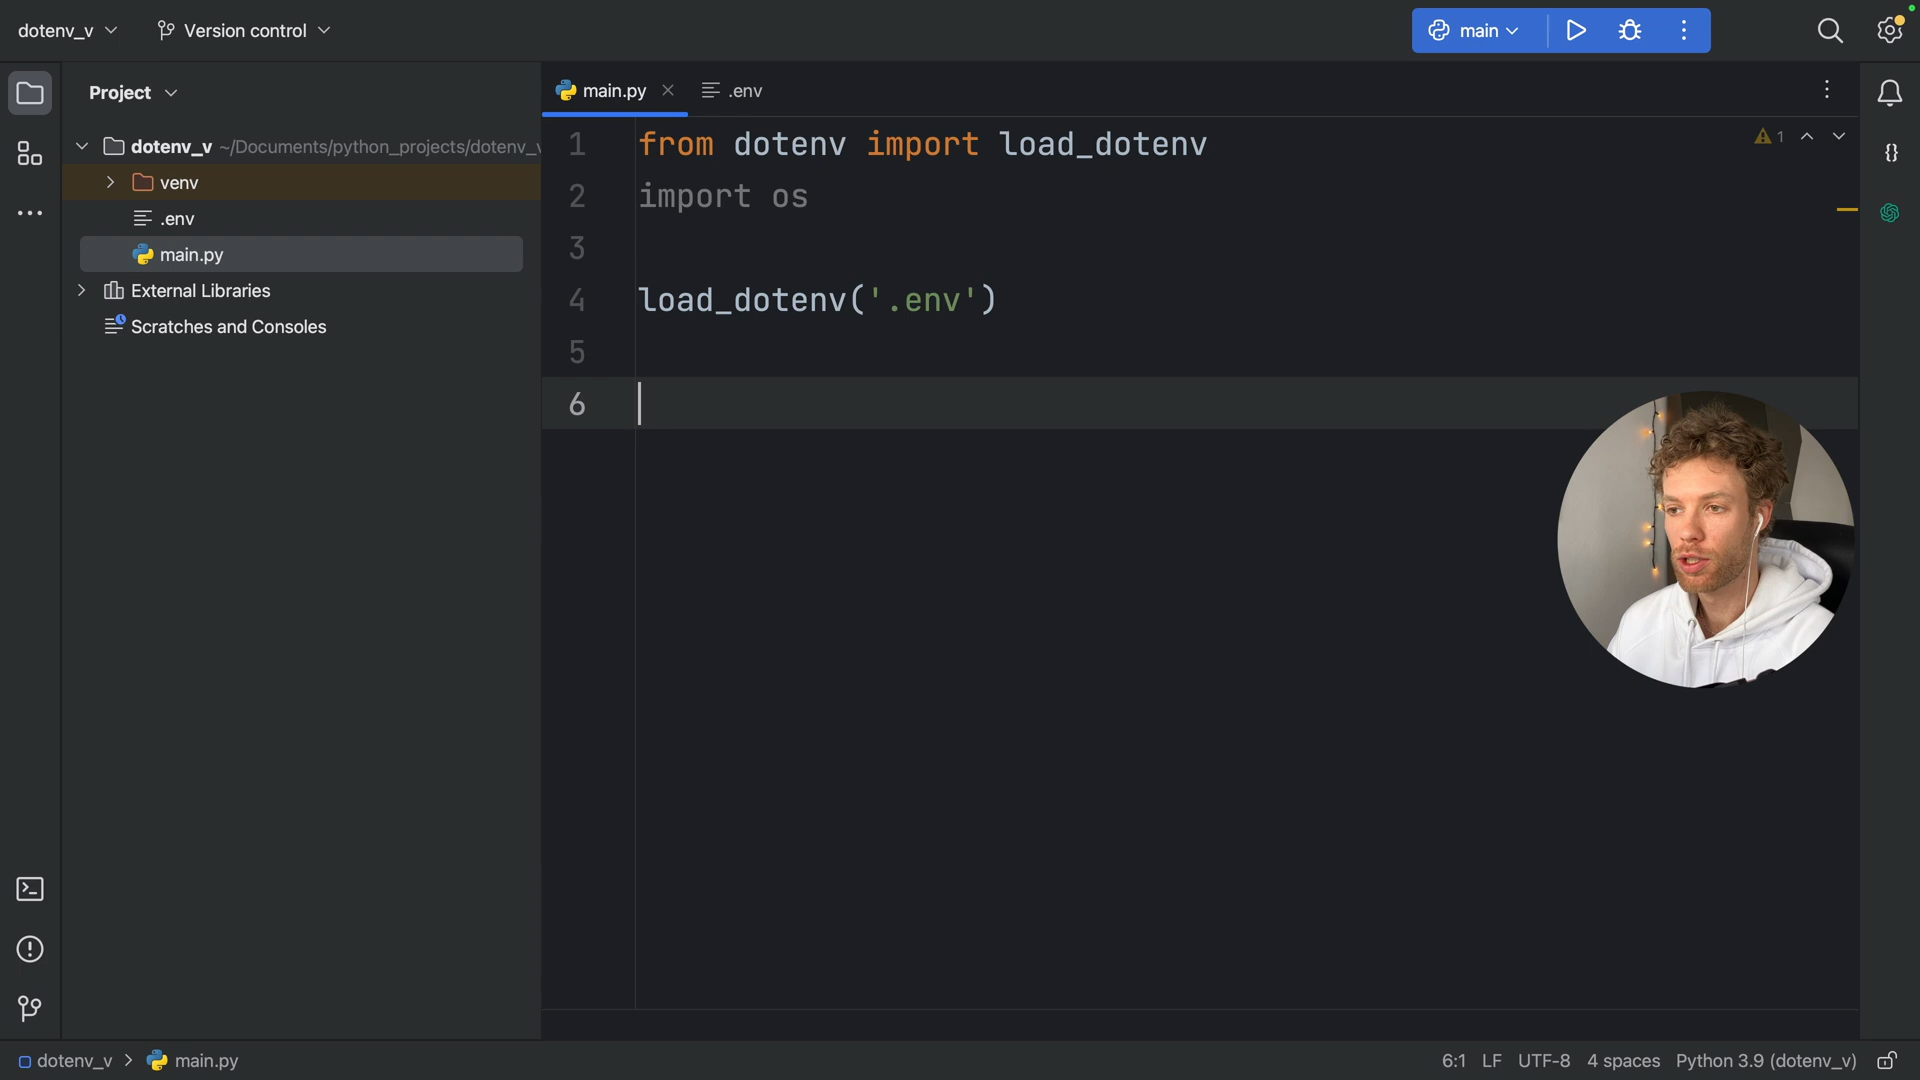 dotenv_v
Version control
main
Project
main.py
.env
dotenv_v ~/Documents/python_projects/dotenv_v
venv
.env
main.py
External Libraries
Scratches and Consoles
1 from dotenv import load_dotenv
2 import os
3
4 load_dotenv('.env')
5
6
1
{}
dotenv_v > main.py
6:1 LF UTF-8 4 spaces Python 3.9 (dotenv_v)